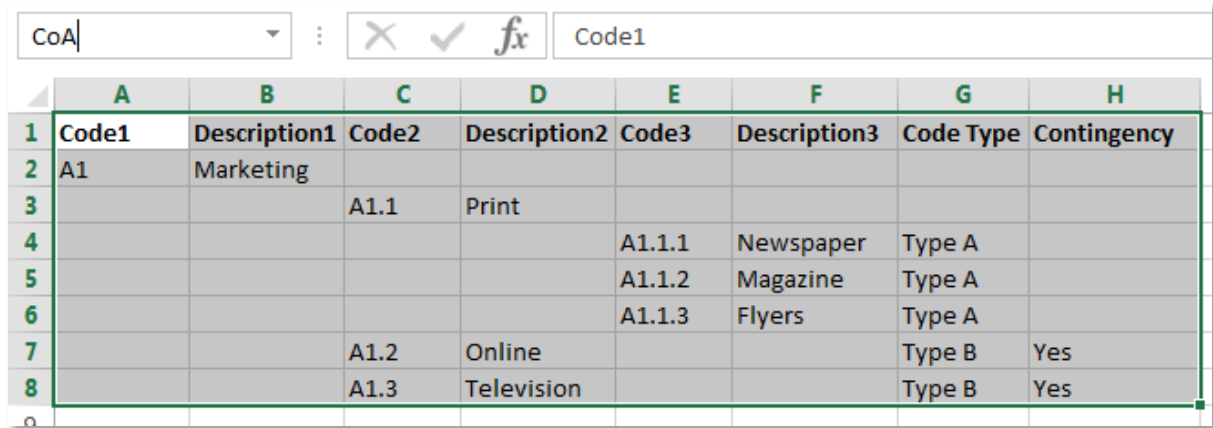 CoA fx Code1
A B C D E F G H
1 Code1 Description1 Code2 Description2 Code3 Description3 Code Type Contingency
2 A1 Marketing
3 A1.1 Print
4 A1.1.1 Newspaper Type A
5 A1.1.2 Magazine Type A
6 A1.1.3 Flyers Type A
7 A1.2 Online Type B Yes
8 A1.3 Television Type B Yes